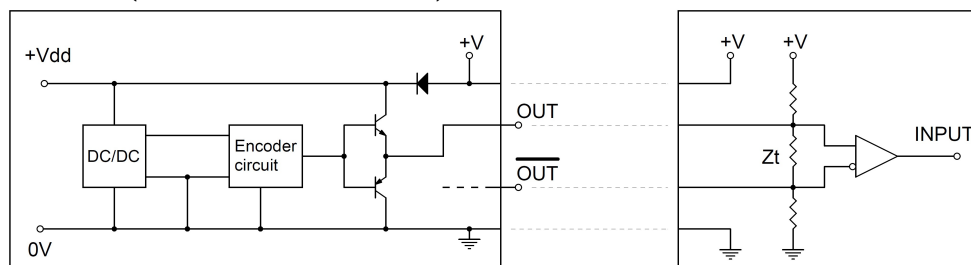 +Vdd
+V
+V
+V
OUT
INPUT
DC/DC
Encoder
circuit
Zt
OUT
0V